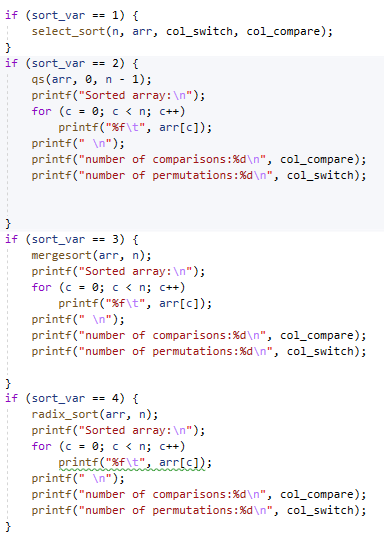 if (sort_var == 1) {
    select_sort(n, arr, col_switch, col_compare);
}
if (sort_var == 2) {
    qs(arr, 0, n - 1);
    printf("Sorted array:\n");
    for (c = 0; c < n; c++)
        printf("%f\t", arr[c]);
    printf(" \n");
    printf("number of comparisons:%d\n", col_compare);
    printf("number of permutations:%d\n", col_switch);
}
if (sort_var == 3) {
    mergesort(arr, n);
    printf("Sorted array:\n");
    for (c = 0; c < n; c++)
        printf("%f\t", arr[c]);
    printf(" \n");
    printf("number of comparisons:%d\n", col_compare);
    printf("number of permutations:%d\n", col_switch);
}
if (sort_var == 4) {
    radix_sort(arr, n);
    printf("Sorted array:\n");
    for (c = 0; c < n; c++)
        printf("%f\t", arr[c]);
    printf(" \n");
    printf("number of comparisons:%d\n", col_compare);
    printf("number of permutations:%d\n", col_switch);
}